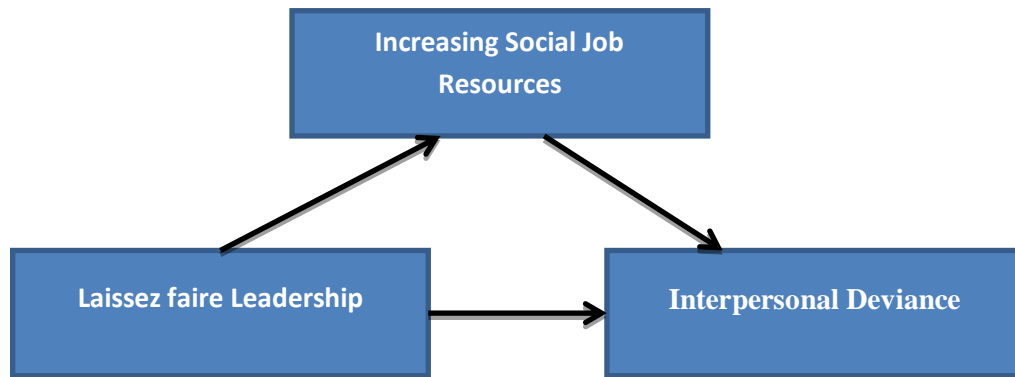 Increasing Social Job
Resources
Laissez faire Leadership
Interpersonal Deviance